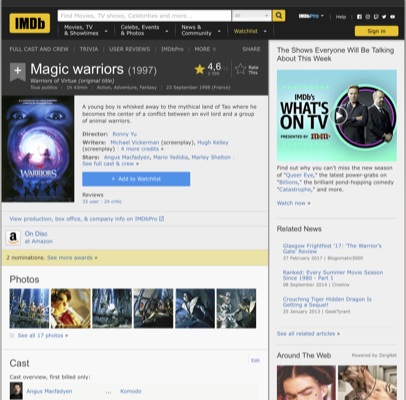 IMDb
Find Movies, TV shows, Celebrities and more...
All
IMDbPro
Help
Movies, TV
& Showtimes
Celebs, Events
& Photos
News &
Community
Watchlist
Sign in
FULL CAST AND CREW | TRIVIA | USER REVIEWS | IMDbPro | MORE
SHARE
Magic warriors (1997)
Warriors of Virtue (original title)
Tous publics | 1h 43min | Action, Adventure, Fantasy | 23 September 1998 (France)
4,6
Rate
This
WARRIORS
A young boy is whisked away to the mythical land of Tao where he
becomes the center of a conflict between an evil lord and a group
of animal warriors.
Director: Ronny Yu
Writers: Michael Vickerman (screenplay), Hugh Kelley
(screenplay) | 4 more credits »
Stars: Angus Macfadyen, Mario Yedidia, Marley Shelton |
See full cast & crew »
+ Add to Watchlist
Reviews
33 user | 24 critic
View production, box office, & company info on IMDbPro
On Disc
at Amazon
2 nominations. See more awards »
Photos
See all 17 photos »
Cast
Edit
Cast overview, first billed only:
Angus Macfadyen ... Komodo
The Shows Everyone Will Be Talking
About This Week
IMDb's
WHAT'S
ON TV
PRESENTED BY
Find out why you can't miss the new season
of "Queer Eye," the latest power-grabs on
"Billions," the brilliant pond-hopping comedy
"Catastrophe," and more.
Watch now »
Related News
Glasgow Frightfest '17: 'The Warrior's
Gate' Review
27 February 2017 | Blogomatic3000
Ranked: Every Summer Movie Season
Since 1980 – Part 1
08 September 2014 | Cinelinx
Crouching Tiger Hidden Dragon Is
Getting a Sequel!
25 January 2013 | GeekTyrant
See all related articles »
Around The Web
Powered by ZergNet